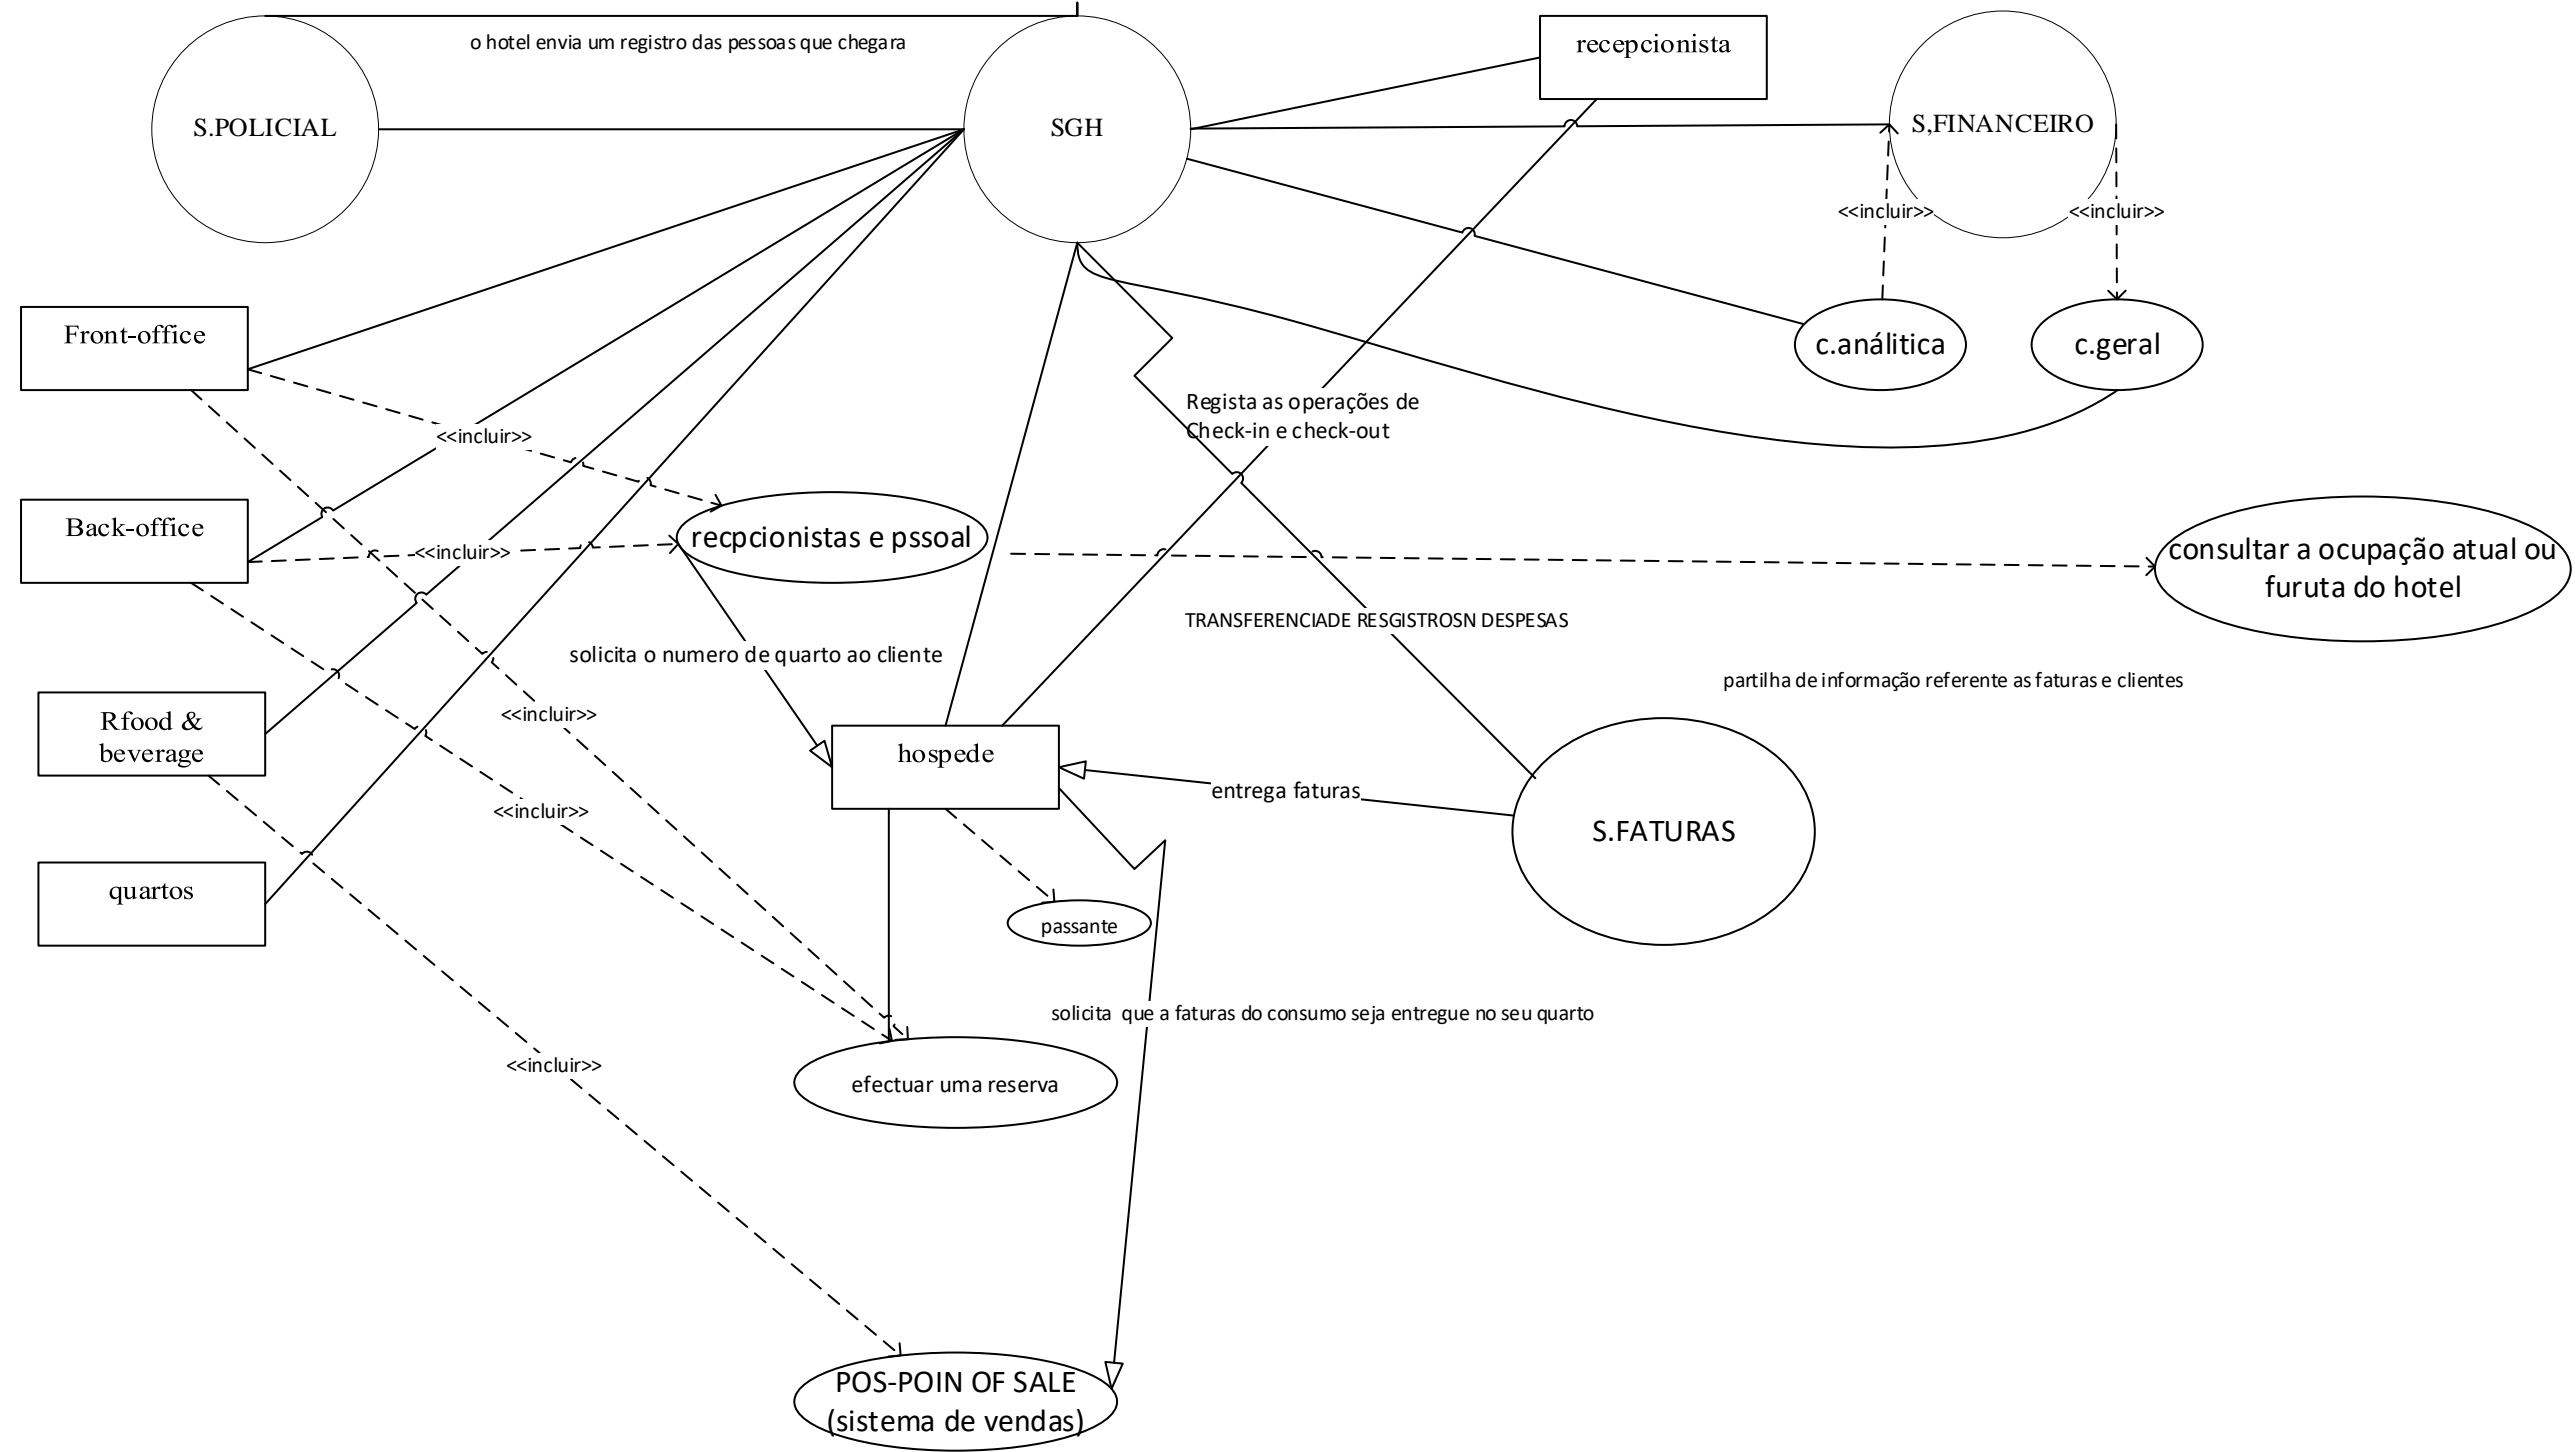 o hotel envia um registro das pessoas que chegara
recepcionista
S.POLICIAL
SGH
S,FINANCEIRO
<<incluir>>
<<incluir>>
Front-office
c.análitica
c.geral
Regista as operações de
Check-in e check-out
<<incluir>>
Back-office
<<incluir>>
recpcionistas e pssoal
consultar a ocupação atual ou
furuta do hotel
TRANSFERENCIADE RESGISTROSN DESPESAS
solicita o numero de quarto ao cliente
partilha de informação referente as faturas e clientes
Rfood &
beverage
<<incluir>>
hospede
entrega faturas
<<incluir>>
S.FATURAS
quartos
passante
solicita que a faturas do consumo seja entregue no seu quarto
<<incluir>>
efectuar uma reserva
POS-POIN OF SALE
(sistema de vendas)